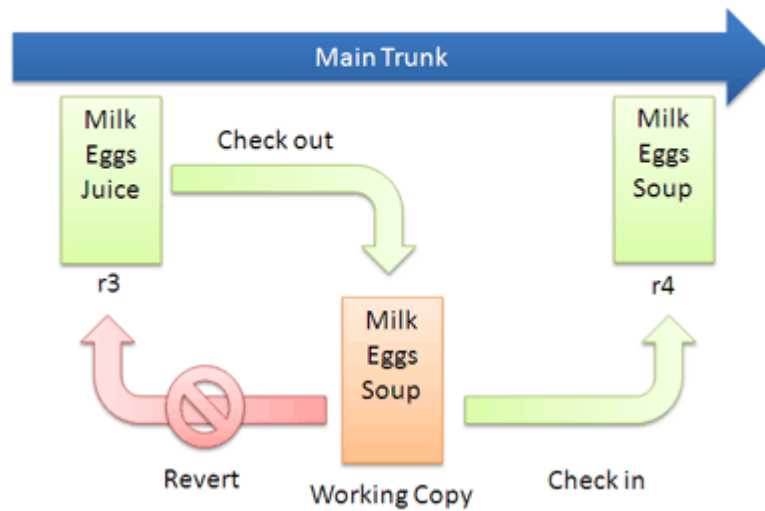 Main Trunk
Milk
Eggs
Juice
r3
Check out
Milk
Eggs
Soup
r4
Milk
Eggs
Soup
Working Copy
Revert
Check in